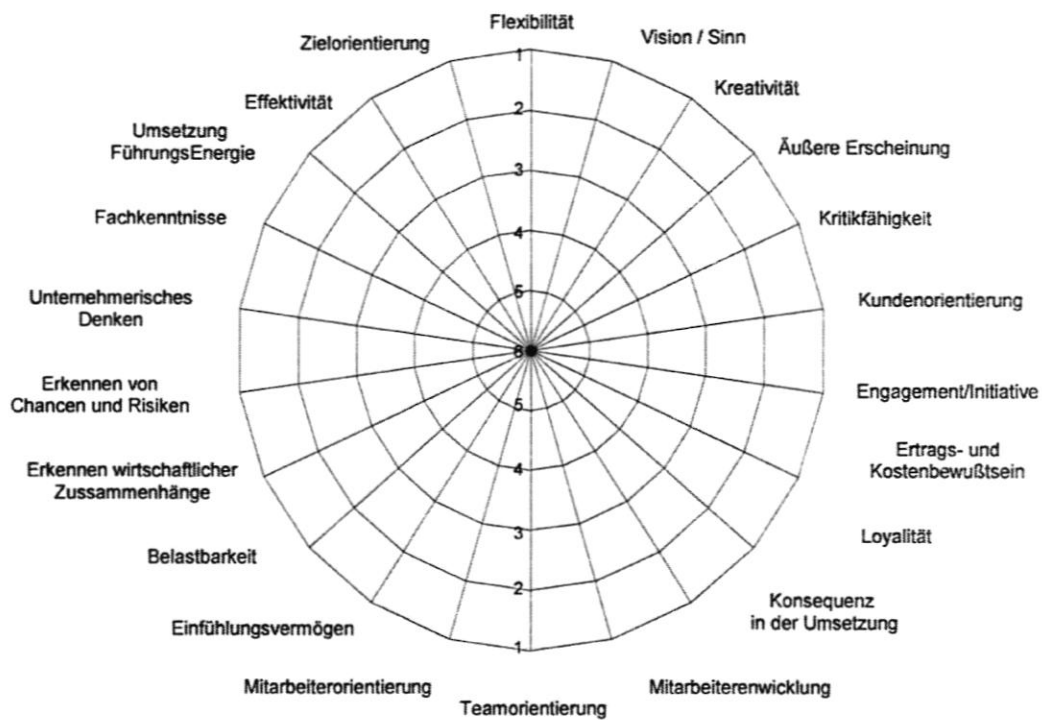 Flexibilität
Vision / Sinn
Kreativität
Äußere Erscheinung
Kritikfähigkeit
Kundenorientierung
Engagement/Initiative
Ertrags- und
Kostenbewußtsein
Loyalität
Konsequenz
in der Umsetzung
Mitarbeiterenwicklung
Teamorientierung
Mitarbeiterorientierung
Einfühlungsvermögen
Belastbarkeit
Erkennen wirtschaftlicher
Zussammenhänge
Erkennen von
Chancen und Risiken
Unternehmerisches
Denken
Fachkenntnisse
Umsetzung
FührungsEnergie
Effektivität
Zielorientierung
1
2
3
4
5
6
5
4
3
2
1